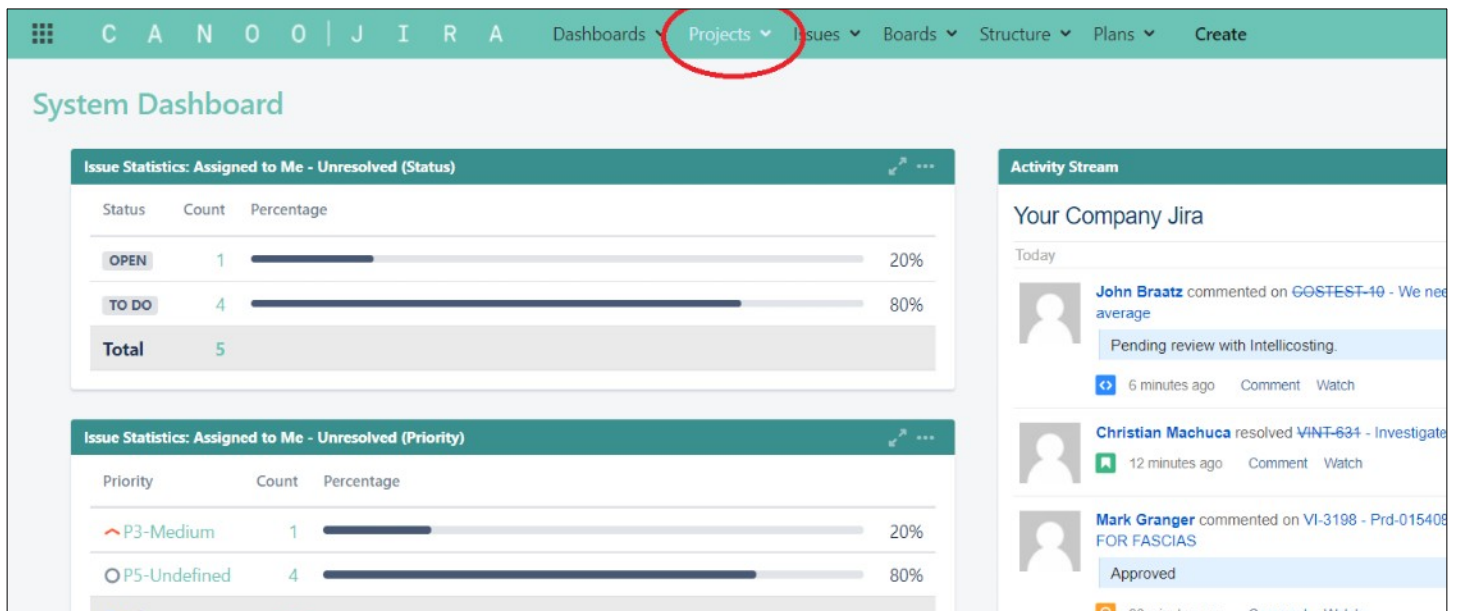 CANOO|JIRA Dashboards Projects Issues Boards Structure Plans Create
System Dashboard
Issue Statistics: Assigned to Me - Unresolved (Status)
Status Count Percentage
OPEN 1 20%
TO DO 4 80%
Total 5
Issue Statistics: Assigned to Me - Unresolved (Priority)
Priority Count Percentage
P3-Medium 1 20%
P5-Undefined 4 80%
Activity Stream
Your Company Jira
Today
John Braatz commented on COSTEST-10 - We nee
average
Pending review with Intellicosting.
6 minutes ago Comment Watch
Christian Machuca resolved VINT-631 - Investigate
12 minutes ago Comment Watch
Mark Granger commented on VI-3198 - Prd-015408
FOR FASCIAS
Approved